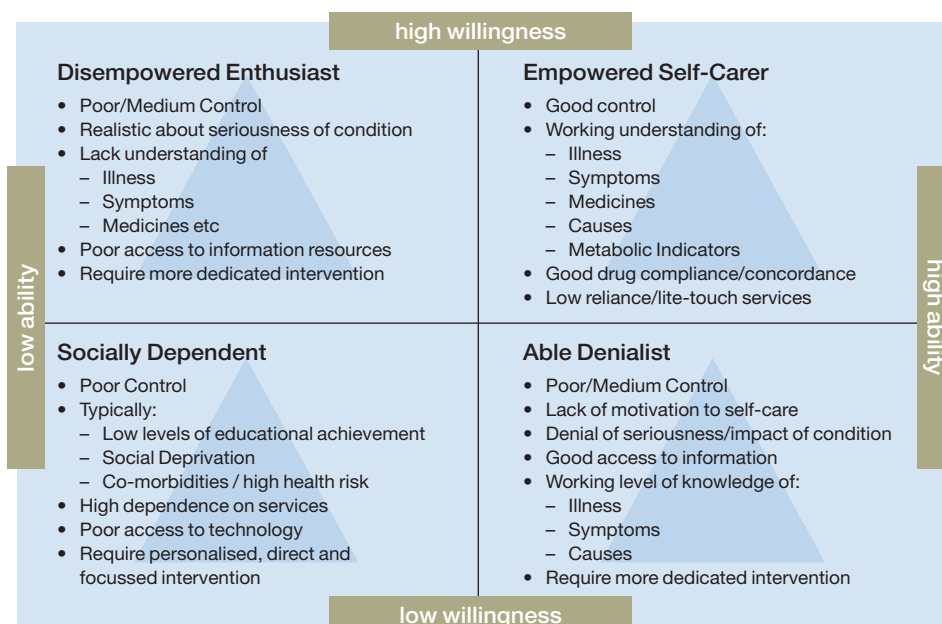 high willingness
Disempowered Enthusiast
• Poor/Medium Control
• Realistic about seriousness of condition
• Lack understanding of
– Illness
– Symptoms
– Medicines etc
• Poor access to information resources
• Require more dedicated intervention
Empowered Self-Carer
• Good control
• Working understanding of:
– Illness
– Symptoms
– Medicines
– Causes
– Metabolic Indicators
• Good drug compliance/concordance
• Low reliance/lite-touch services
low ability
high ability
Socially Dependent
• Poor Control
• Typically:
– Low levels of educational achievement
– Social Deprivation
– Co-morbidities / high health risk
• High dependence on services
• Poor access to technology
• Require personalised, direct and
focussed intervention
Able Denialist
• Poor/Medium Control
• Lack of motivation to self-care
• Denial of seriousness/impact of condition
• Good access to information
• Working level of knowledge of:
– Illness
– Symptoms
– Causes
• Require more dedicated intervention
low willingness